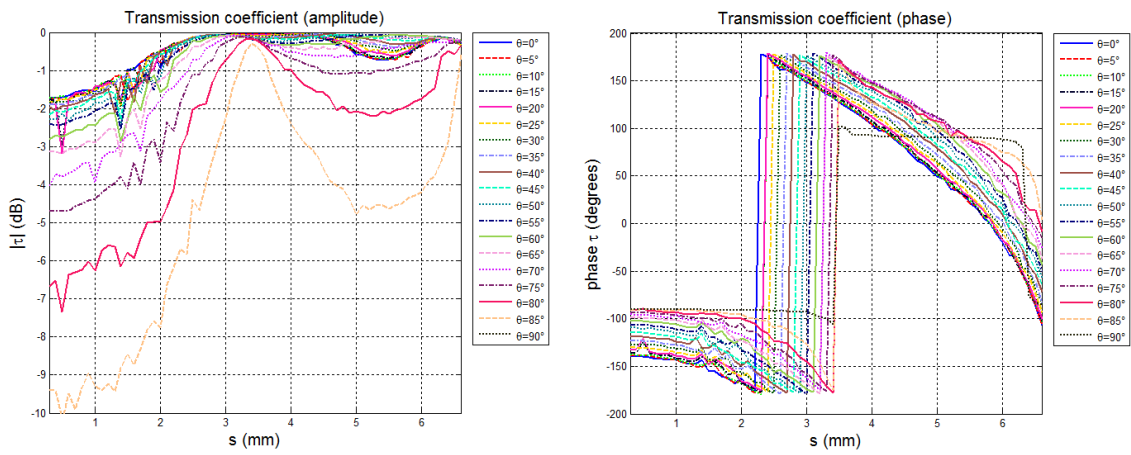 Transmission coefficient (amplitude)
0
-1
-2
-3
-4
-5
-6
-7
-8
-9
-10
|τ| (dB)
1
2
3
4
5
6
s (mm)
θ=0°
θ=5°
θ=10°
θ=15°
θ=20°
θ=25°
θ=30°
θ=35°
θ=40°
θ=45°
θ=50°
θ=55°
θ=60°
θ=65°
θ=70°
θ=75°
θ=80°
θ=85°
θ=90°
Transmission coefficient (phase)
200
150
100
50
0
-50
-100
-150
-200
phase τ (degrees)
1
2
3
4
5
6
s (mm)
θ=0°
θ=5°
θ=10°
θ=15°
θ=20°
θ=25°
θ=30°
θ=35°
θ=40°
θ=45°
θ=50°
θ=55°
θ=60°
θ=65°
θ=70°
θ=75°
θ=80°
θ=85°
θ=90°